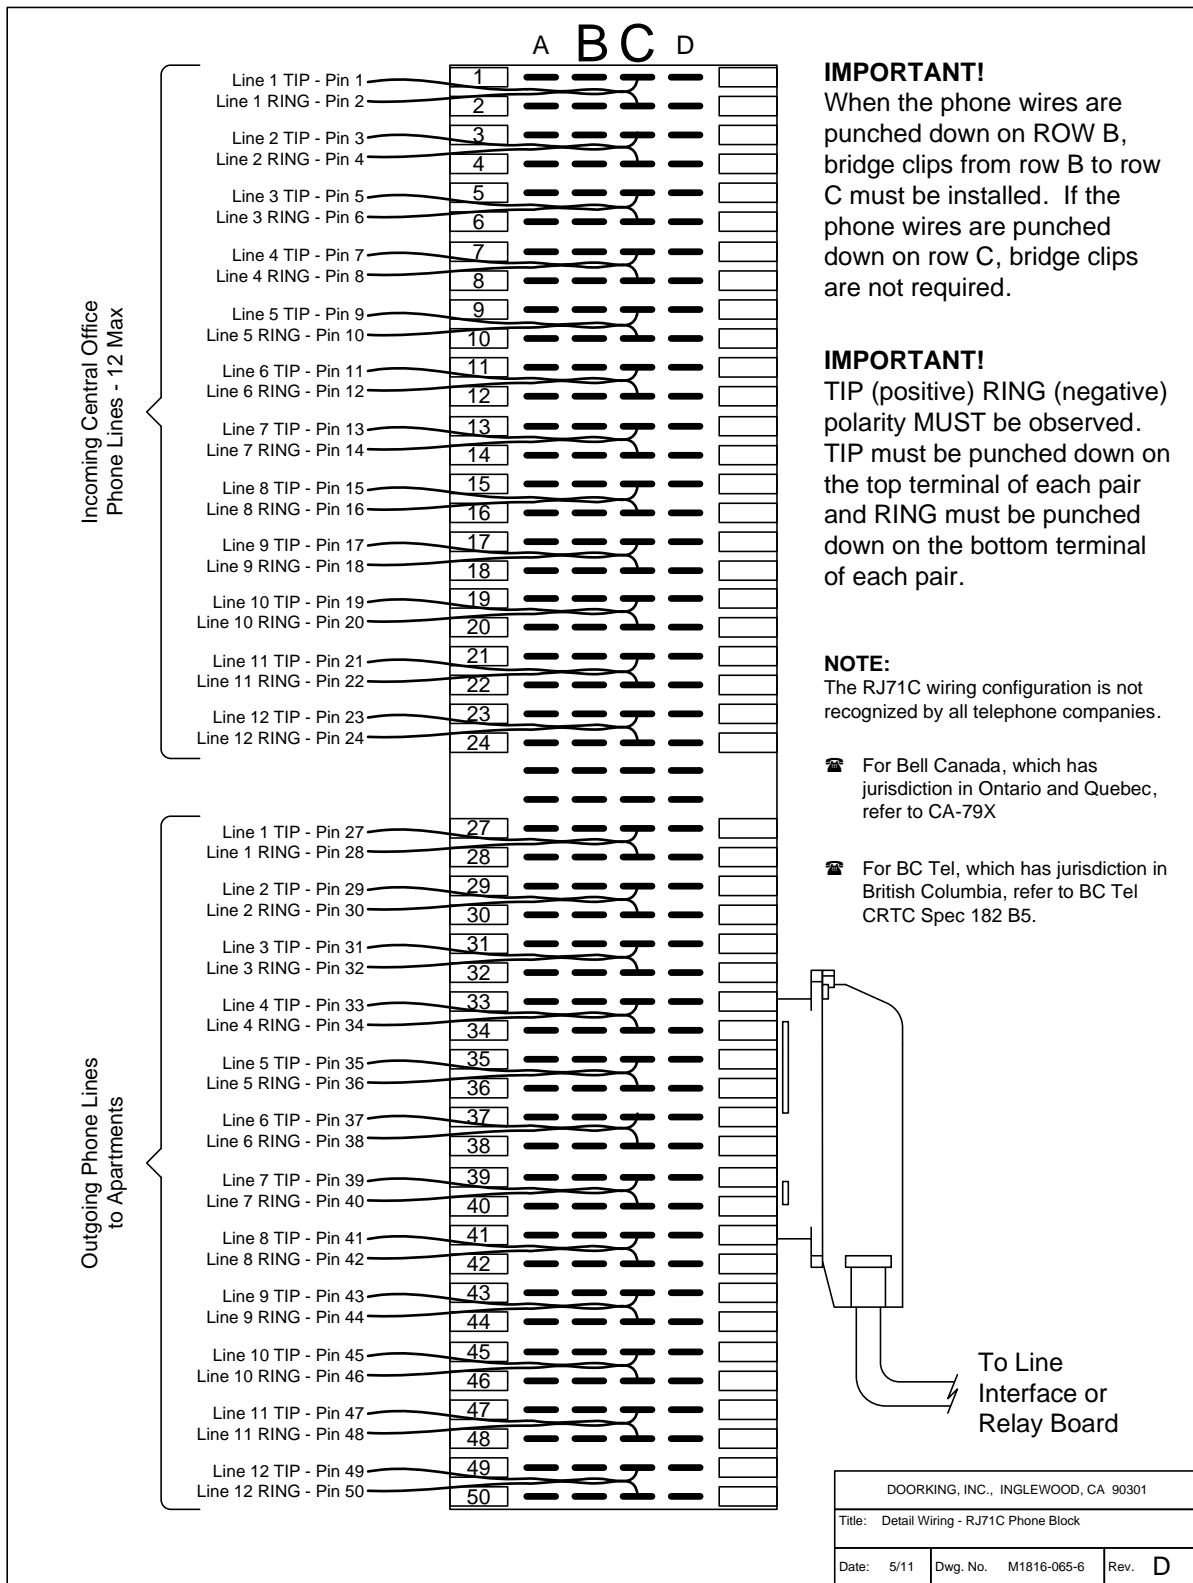 A B C D
Incoming Central Office
Phone Lines - 12 Max
Line 1 TIP - Pin 1
Line 1 RING - Pin 2
Line 2 TIP - Pin 3
Line 2 RING - Pin 4
Line 3 TIP - Pin 5
Line 3 RING - Pin 6
Line 4 TIP - Pin 7
Line 4 RING - Pin 8
Line 5 TIP - Pin 9
Line 5 RING - Pin 10
Line 6 TIP - Pin 11
Line 6 RING - Pin 12
Line 7 TIP - Pin 13
Line 7 RING - Pin 14
Line 8 TIP - Pin 15
Line 8 RING - Pin 16
Line 9 TIP - Pin 17
Line 9 RING - Pin 18
Line 10 TIP - Pin 19
Line 10 RING - Pin 20
Line 11 TIP - Pin 21
Line 11 RING - Pin 22
Line 12 TIP - Pin 23
Line 12 RING - Pin 24
Outgoing Phone Lines
to Apartments
Line 1 TIP - Pin 27
Line 1 RING - Pin 28
Line 2 TIP - Pin 29
Line 2 RING - Pin 30
Line 3 TIP - Pin 31
Line 3 RING - Pin 32
Line 4 TIP - Pin 33
Line 4 RING - Pin 34
Line 5 TIP - Pin 35
Line 5 RING - Pin 36
Line 6 TIP - Pin 37
Line 6 RING - Pin 38
Line 7 TIP - Pin 39
Line 7 RING - Pin 40
Line 8 TIP - Pin 41
Line 8 RING - Pin 42
Line 9 TIP - Pin 43
Line 9 RING - Pin 44
Line 10 TIP - Pin 45
Line 10 RING - Pin 46
Line 11 TIP - Pin 47
Line 11 RING - Pin 48
Line 12 TIP - Pin 49
Line 12 RING - Pin 50
1
2
3
4
5
6
7
8
9
10
11
12
13
14
15
16
17
18
19
20
21
22
23
24
27
28
29
30
31
32
33
34
35
36
37
38
39
40
41
42
43
44
45
46
47
48
49
50
IMPORTANT!
When the phone wires are
punched down on ROW B,
bridge clips from row B to row
C must be installed. If the
phone wires are punched
down on row C, bridge clips
are not required.
IMPORTANT!
TIP (positive) RING (negative)
polarity MUST be observed.
TIP must be punched down on
the top terminal of each pair
and RING must be punched
down on the bottom terminal
of each pair.
NOTE:
The RJ71C wiring configuration is not
recognized by all telephone companies.
For Bell Canada, which has
jurisdiction in Ontario and Quebec,
refer to CA-79X
For BC Tel, which has jurisdiction in
British Columbia, refer to BC Tel
CRTC Spec 182 B5.
To Line
Interface or
Relay Board
DOORKING, INC., INGLEWOOD, CA 90301
Title: Detail Wiring - RJ71C Phone Block
Date: 5/11 Dwg. No. M1816-065-6 Rev. D